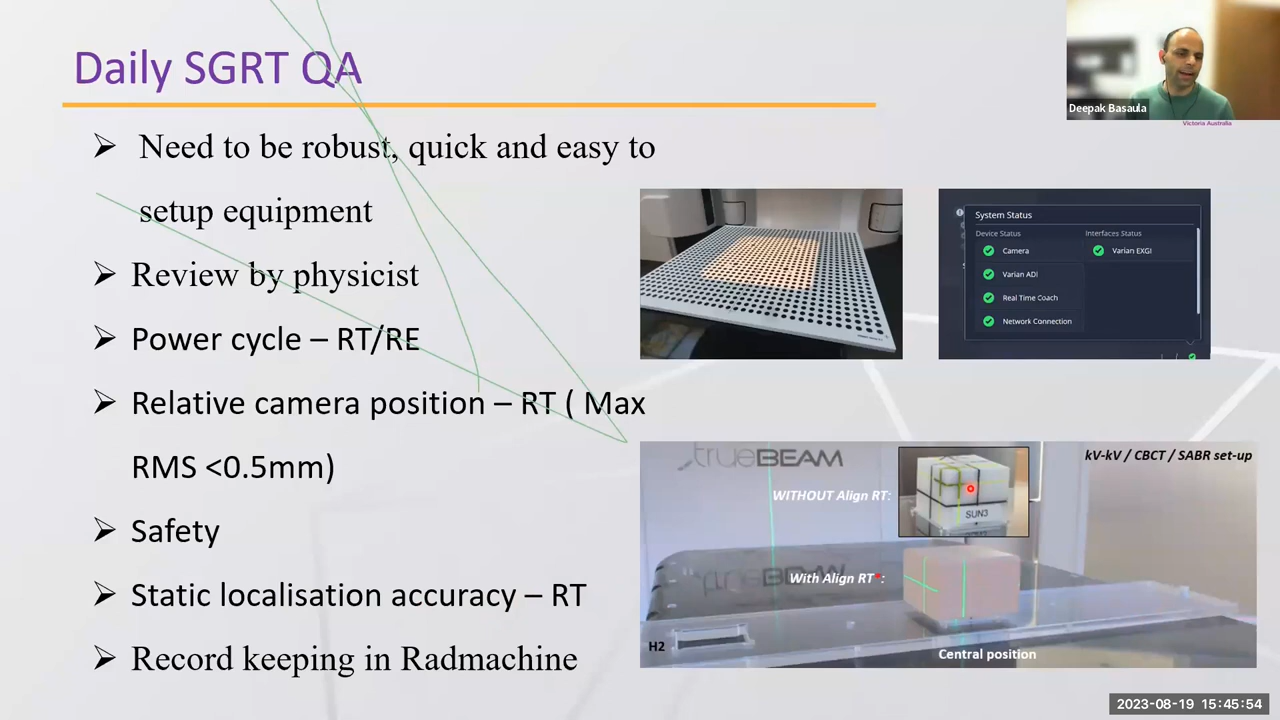 Daily SGRT QA
Deepak Basaula
Victoria Australia
➢ Need to be robust, quick and easy to
setup equipment
➢ Review by physicist
➢ Power cycle – RT/RE
➢ Relative camera position – RT ( Max
RMS <0.5mm)
➢ Safety
➢ Static localisation accuracy – RT
➢ Record keeping in Radmachine
System Status
Device Status
Interfaces Status
Camera
Varian EXGI
Varian ADI
Real Time Coach
Network Connection
trueBEAM
kV-kV / CBCT / SABR set-up
WITHOUT Align RT:
SUN3
With Align RT*:
H2
Central position
2023-08-19 15:45:54